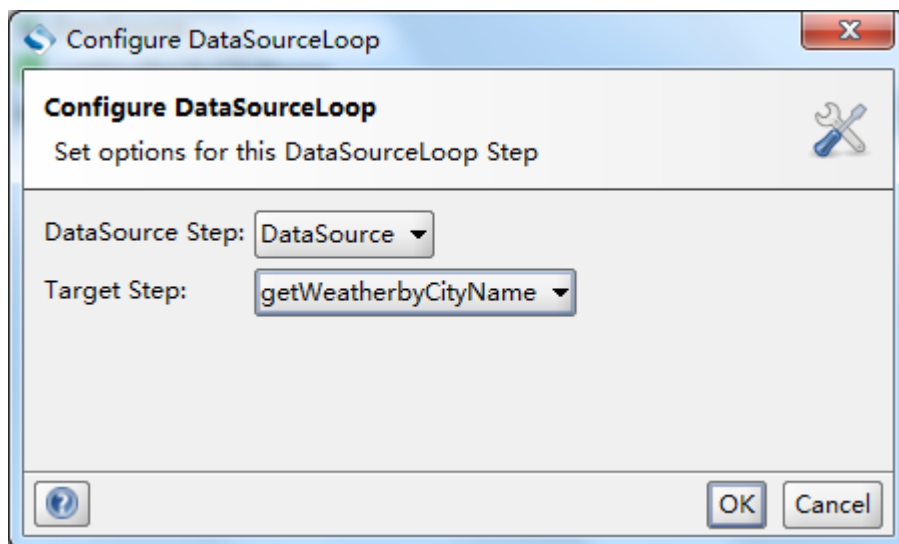 Configure DataSourceLoop
Configure DataSourceLoop
Set options for this DataSourceLoop Step
DataSource Step: DataSource
Target Step: getWeatherbyCityName
OK Cancel